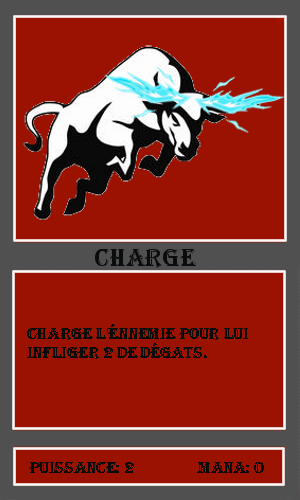 CHARGE
CHARGE L'ÉNNEMIE POUR LUI
INFLIGER 2 DE DÉGATS.
PUISSANCE: 2 MANA: 0